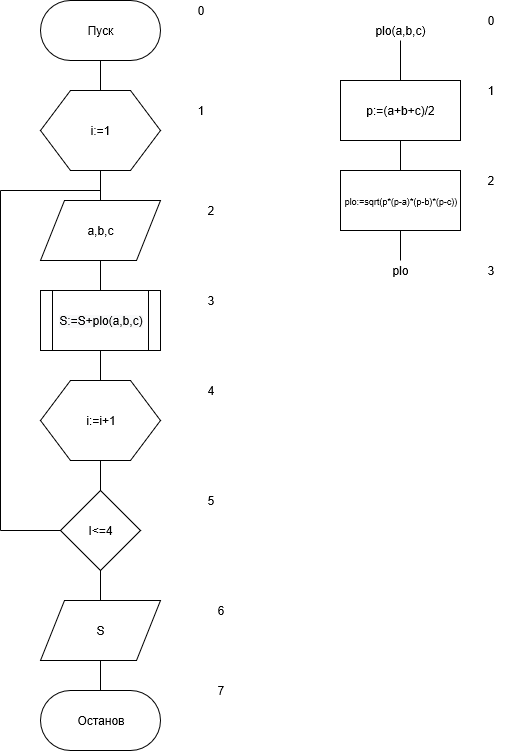 Пуск
0
i:=1
1
a,b,c
2
S:=S+plo(a,b,c)
3
i:=i+1
4
I<=4
5
S
6
Останов
7
plo(a,b,c)
0
p:=(a+b+c)/2
1
plo:=sqrt(p*(p-a)*(p-b)*(p-c))
2
plo
3